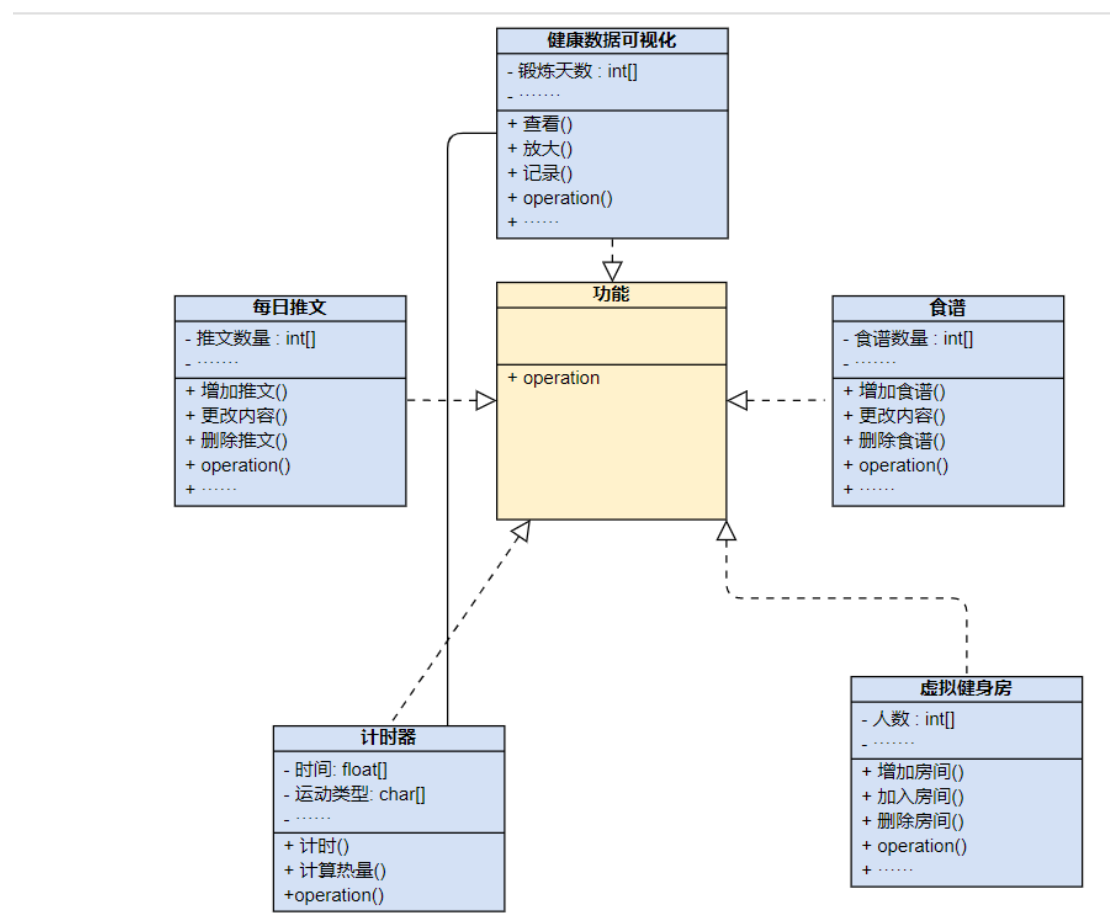 健康数据可视化
- 锻炼天数 : int[]
- ·······
+ 查看()
+ 放大()
+ 记录()
+ operation()
+ ······
每日推文
- 推文数量 : int[]
- ·······
+ 增加推文()
+ 更改内容()
+ 删除推文()
+ operation()
+ ······
功能
+ operation
食谱
- 食谱数量 : int[]
- ·······
+ 增加食谱()
+ 更改内容()
+ 删除食谱()
+ operation()
+ ······
计时器
- 时间: float[]
- 运动类型: char[]
- ······
+ 计时()
+ 计算热量()
+operation()
虚拟健身房
- 人数 : int[]
- ·······
+ 增加房间()
+ 加入房间()
+ 删除房间()
+ operation()
+ ······